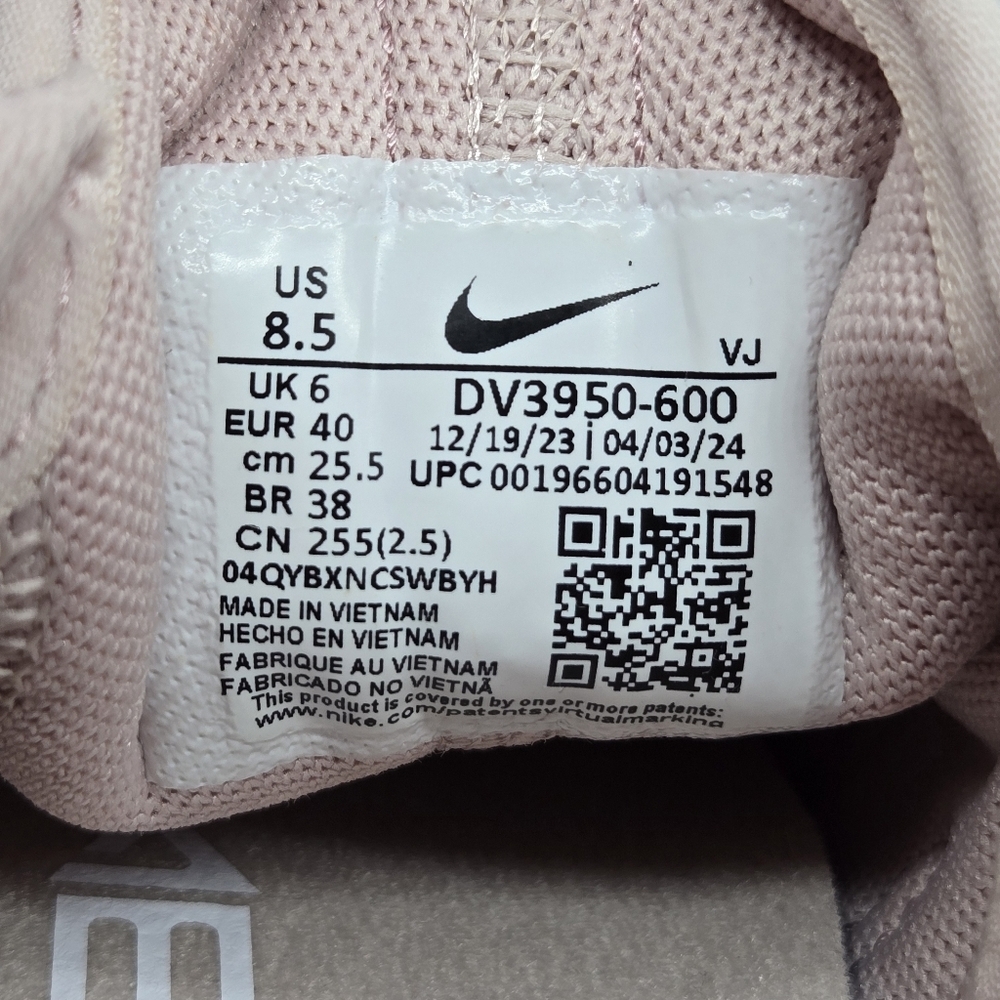 US
8.5
VJ
UK 6
EUR 40
cm 25.5
BR 38
CN 255(2.5)
DV3950-600
12/19/23 | 04/03/24
UPC 00196604191548
04QYBXNCSWBYH
MADE IN VIETNAM
HECHO EN VIETNAM
FABRIQUE AU VIETNAM
FABRICADO NO VIETNÃ
This product is covered by one or more patents:
www.nike.com/patentsvirtualmarking